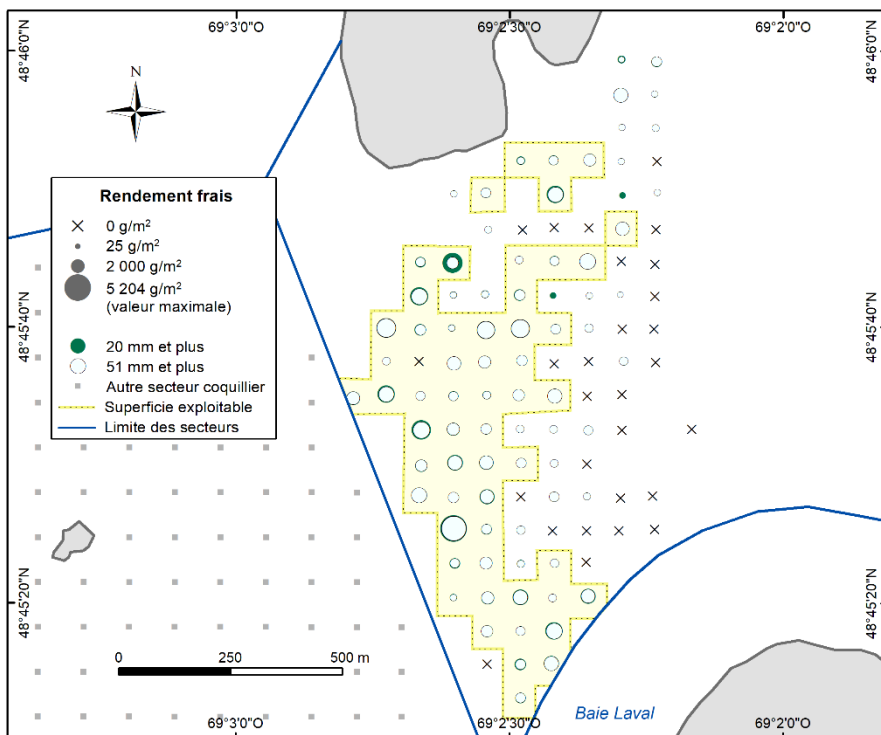 69°3'0"O 69°2'30"O 69°2'0"O
48°46'0"N 48°46'0"N
N
Rendement frais
0 g/m²
25 g/m²
2 000 g/m²
5 204 g/m²
(valeur maximale)
20 mm et plus
51 mm et plus
Autre secteur coquillier
Superficie exploitable
Limite des secteurs
48°45'40"N 48°45'40"N
48°45'20"N 48°45'20"N
0 250 500 m
Baie Laval
69°3'0"O 69°2'30"O 69°2'0"O